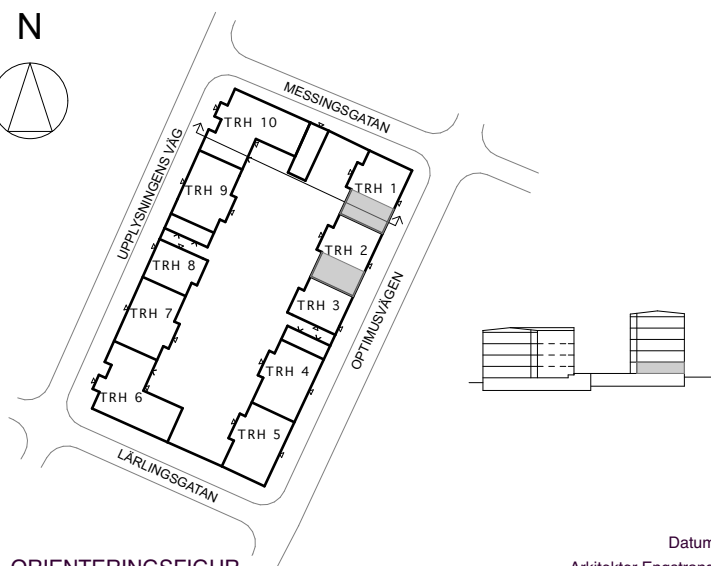 N
MESSINGSGATAN
TRH 10
UPPLYSNINGENS VÄG
TRH 1
TRH 9
TRH 2
TRH 8
TRH 3
OPTIMUSVÄGEN
TRH 7
TRH 4
TRH 6
TRH 5
LÄRLINGSGATAN
Datum
ORIENTERINGSFIGUR